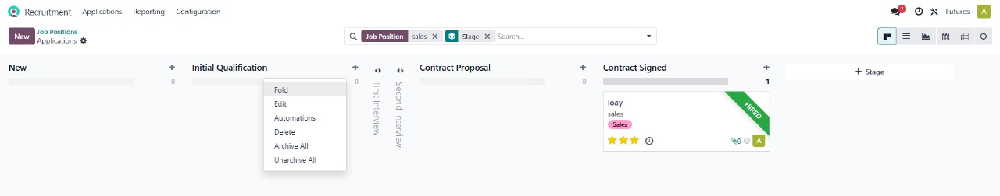 Recruitment Applications Reporting Configuration 7 Futures A
New Job Positions
Applications
Job Position sales Stage Search...
New 0
Initial Qualification 0
Fold
Edit
Automations
Delete
Archive All
Unarchive All
First Interview
Second Interview
Contract Proposal 0
Contract Signed 1
loay
sales
Sales
HIRED
0 A
Stage